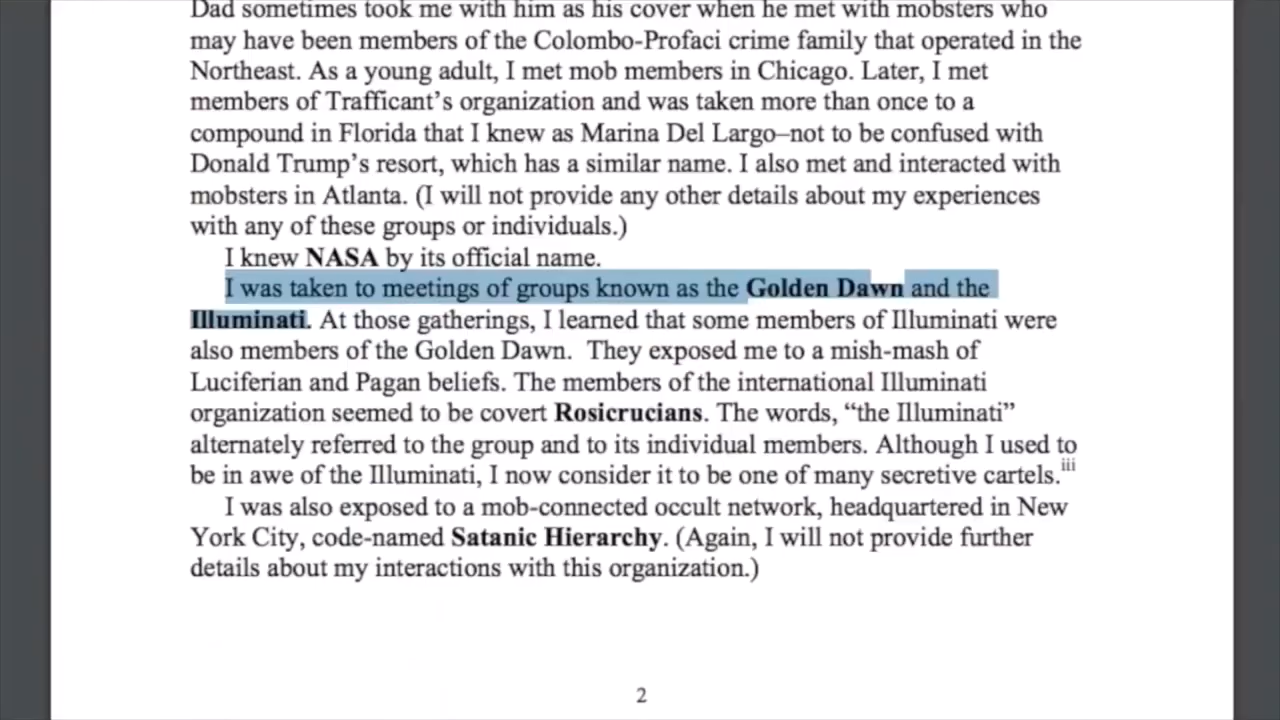 Dad sometimes took me with him as his cover when he met with mobsters who
may have been members of the Colombo-Profaci crime family that operated in the
Northeast. As a young adult, I met mob members in Chicago. Later, I met
members of Trafficant’s organization and was taken more than once to a
compound in Florida that I knew as Marina Del Largo–not to be confused with
Donald Trump’s resort, which has a similar name. I also met and interacted with
mobsters in Atlanta. (I will not provide any other details about my experiences
with any of these groups or individuals.)
I knew NASA by its official name.
I was taken to meetings of groups known as the Golden Dawn and the
Illuminati. At those gatherings, I learned that some members of Illuminati were
also members of the Golden Dawn. They exposed me to a mish-mash of
Luciferian and Pagan beliefs. The members of the international Illuminati
organization seemed to be covert Rosicrucians. The words, “the Illuminati”
alternately referred to the group and to its individual members. Although I used to
be in awe of the Illuminati, I now consider it to be one of many secretive cartels.iii
I was also exposed to a mob-connected occult network, headquartered in New
York City, code-named Satanic Hierarchy. (Again, I will not provide further
details about my interactions with this organization.)
2